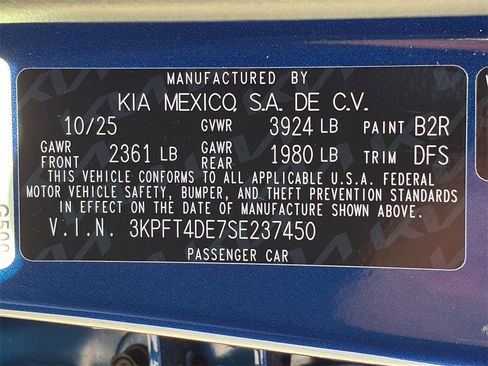 MANUFACTURED BY
KIA MEXICO, S.A. DE C.V.
10/25 GVWR 3924 LB PAINT B2R
GAWR FRONT 2361 LB GAWR REAR 1980 LB TRIM DFS
THIS VEHICLE CONFORMS TO ALL APPLICABLE U.S.A. FEDERAL
MOTOR VEHICLE SAFETY, BUMPER, AND THEFT PREVENTION STANDARDS
IN EFFECT ON THE DATE OF MANUFACTURE SHOWN ABOVE.
V.I.N. 3KPFT4DE7SE237450
PASSENGER CAR